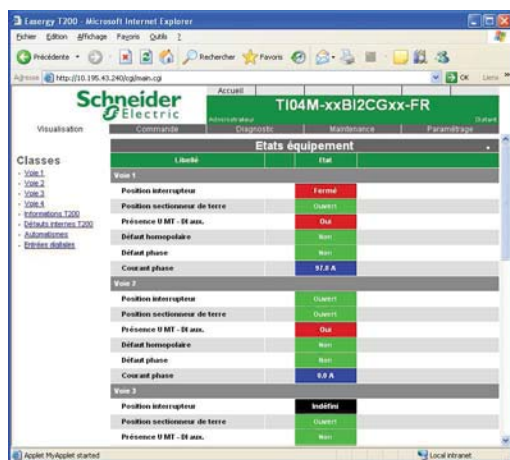 Easergy T200 - Microsoft Internet Explorer
Fichier Edition Affichage Favoris Outils ?
Précédente Rechercher Favoris
Adresse http://10.195.43.240/cgi/main.cgi OK Liens
Schneider Electric
Accueil
TI04M-xxBI2CGxx-FR
Administrateur Distant
Visualisation Commande Diagnostic Maintenance Paramétrage
Etats équipement
Classes
- Voie 1
- Voie 2
- Voie 3
- Voie 4
- Informations T200
- Défauts internes T200
- Automatismes
- Entrées digitales
Libellé Etat
Voie 1
Position interrupteur Fermé
Position sectionneur de terre Ouvert
Présence U MT - DI aux. Oui
Défaut homopolaire Non
Défaut phase Non
Courant phase 97.0 A
Voie 2
Position interrupteur Ouvert
Position sectionneur de terre Ouvert
Présence U MT - DI aux. Oui
Défaut homopolaire Non
Défaut phase Non
Courant phase 0.0 A
Voie 3
Position interrupteur Indéfini
Position sectionneur de terre Ouvert
Présence U MT - DI aux. Non
Applet MyApplet started Local intranet